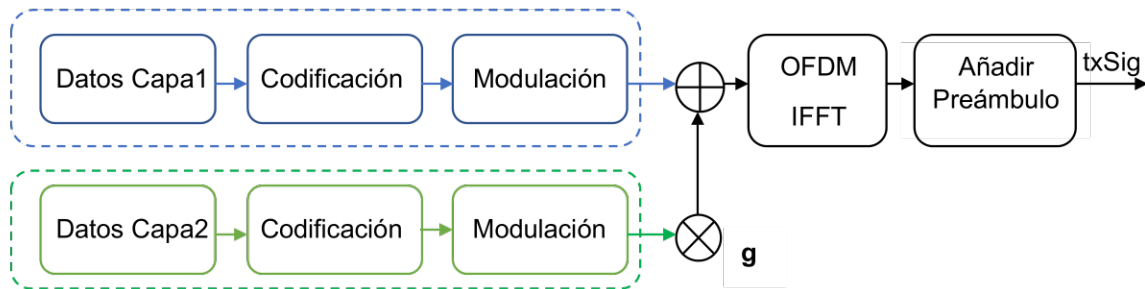 Datos Capa1
Codificación
Modulación
OFDM
IFFT
Añadir
Preámbulo
txSig
Datos Capa2
Codificación
Modulación
g